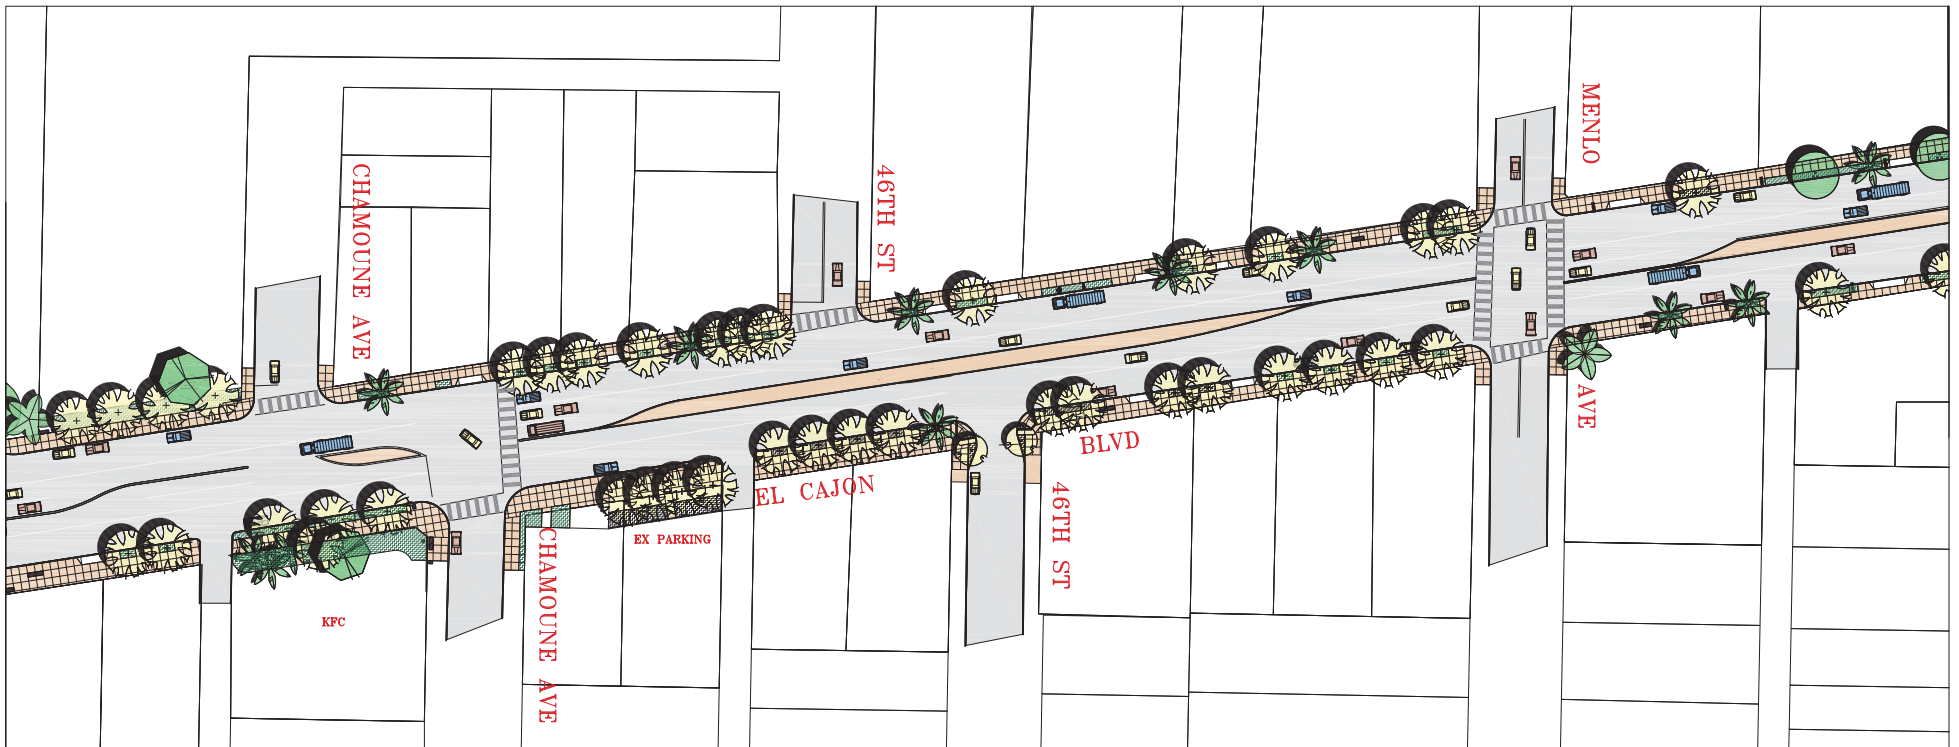 MENLO
CHAMOUNE AVE
46TH ST
AVE
BLVD
EL CAJON
46TH ST
CHAMOUNE AVE
EX PARKING
KFC